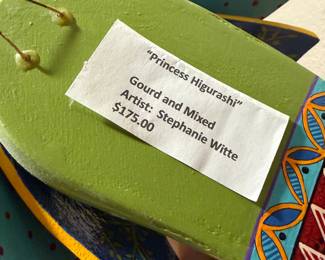 "Princess Higurashi"
Gourd and Mixed
Artist: Stephanie Witte
$175.00